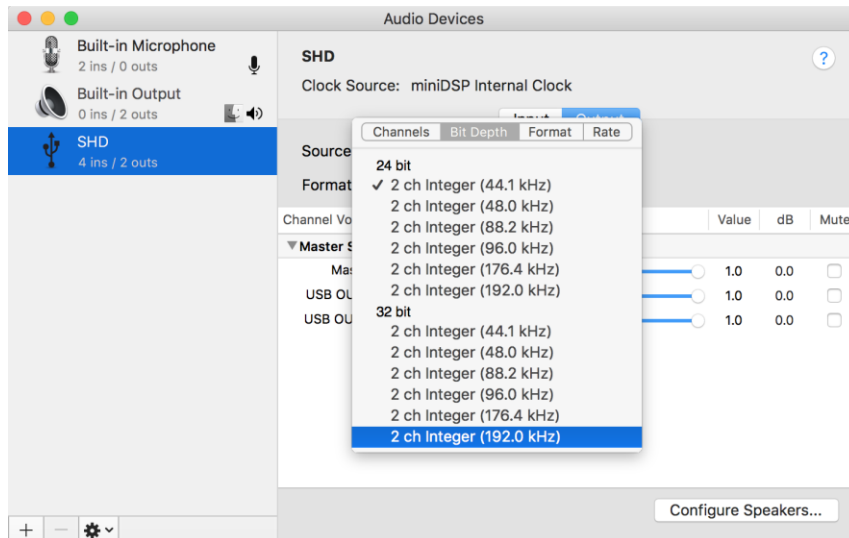 Audio Devices
Built-in Microphone
2 ins / 0 outs
Built-in Output
0 ins / 2 outs
SHD
4 ins / 2 outs
SHD
?
Clock Source: miniDSP Internal Clock
Channels Bit Depth Format Rate
Source
Format
24 bit
✓ 2 ch Integer (44.1 kHz)
2 ch Integer (48.0 kHz)
2 ch Integer (88.2 kHz)
2 ch Integer (96.0 kHz)
2 ch Integer (176.4 kHz)
2 ch Integer (192.0 kHz)
32 bit
2 ch Integer (44.1 kHz)
2 ch Integer (48.0 kHz)
2 ch Integer (88.2 kHz)
2 ch Integer (96.0 kHz)
2 ch Integer (176.4 kHz)
2 ch Integer (192.0 kHz)
Channel Vo Value dB Mute
Master S
Mas 1.0 0.0
USB OU 1.0 0.0
USB OU 1.0 0.0
Configure Speakers...